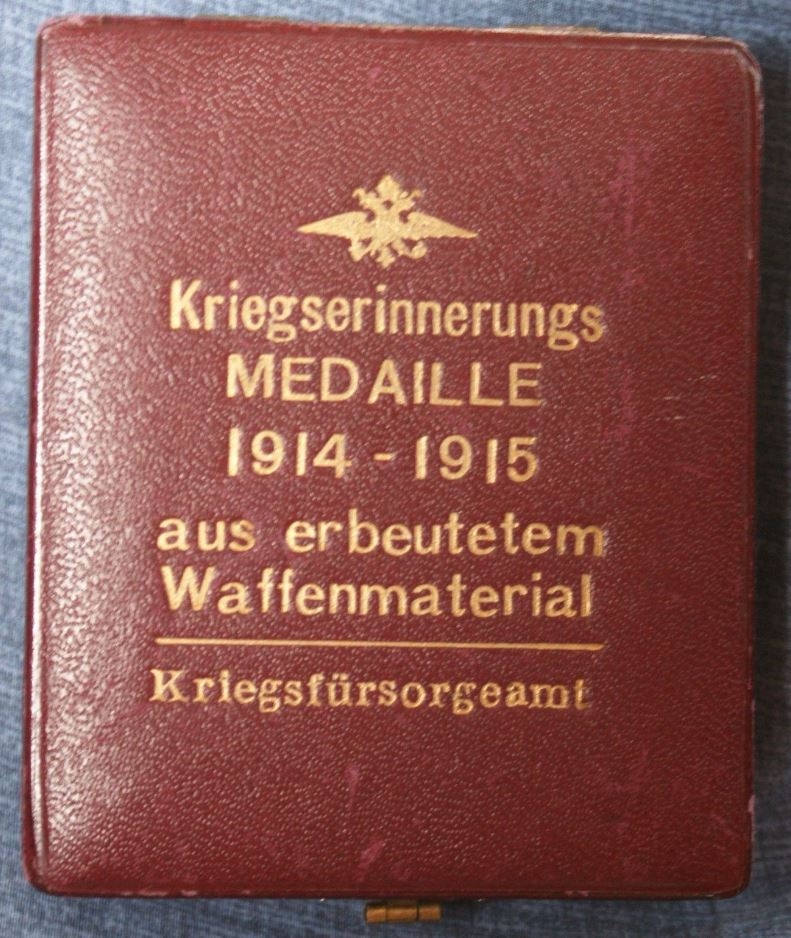 Kriegserinnerungs
MEDAILLE
1914 - 1915
aus erbeutetem
Waffenmaterial
Kriegsfürsorgeamt